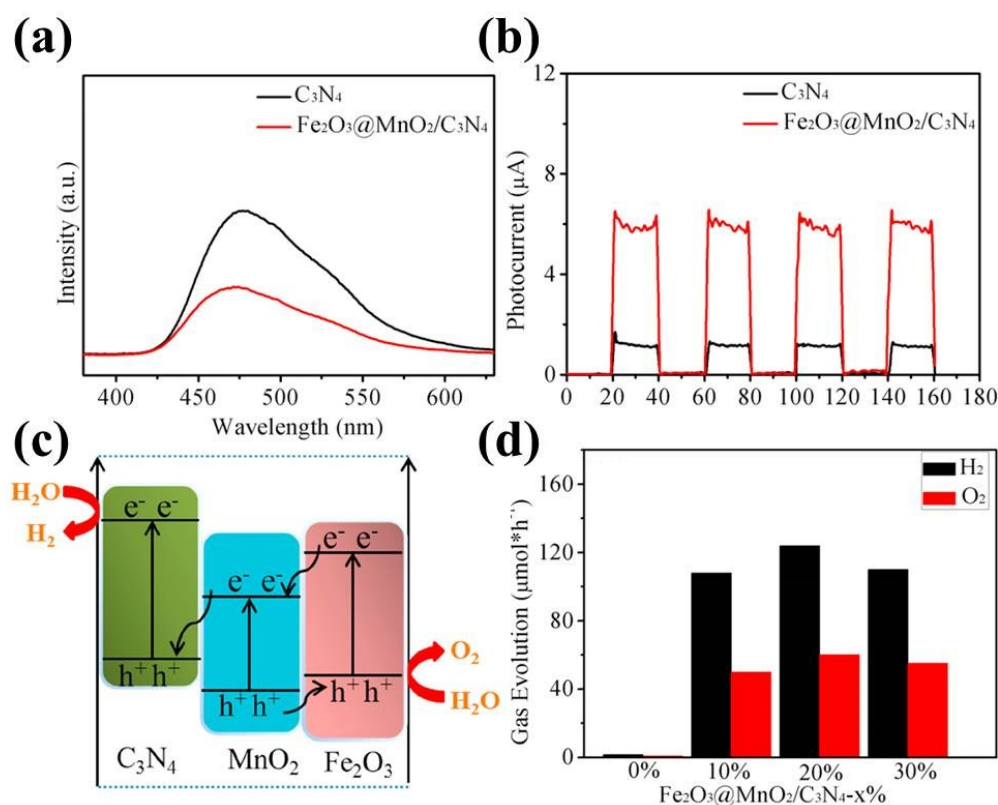 (a)
C₃N₄
Fe₂O₃@MnO₂/C₃N₄
Intensity (a.u.)
400 450 500 550 600
Wavelength (nm)
(b)
12
C₃N₄
Fe₂O₃@MnO₂/C₃N₄
8
4
0
Photocurrent (μA)
0 20 40 60 80 100 120 140 160 180
(c)
H₂O
H₂
e⁻ e⁻
h⁺ h⁺
C₃N₄
e⁻ e⁻
h⁺ h⁺
MnO₂
e⁻ e⁻
h⁺ h⁺
Fe₂O₃
O₂
H₂O
(d)
H₂
O₂
160
120
80
40
0
Gas Evolution (μmol*h⁻
0% 10% 20% 30%
Fe₂O₃@MnO₂/C₃N₄-x%